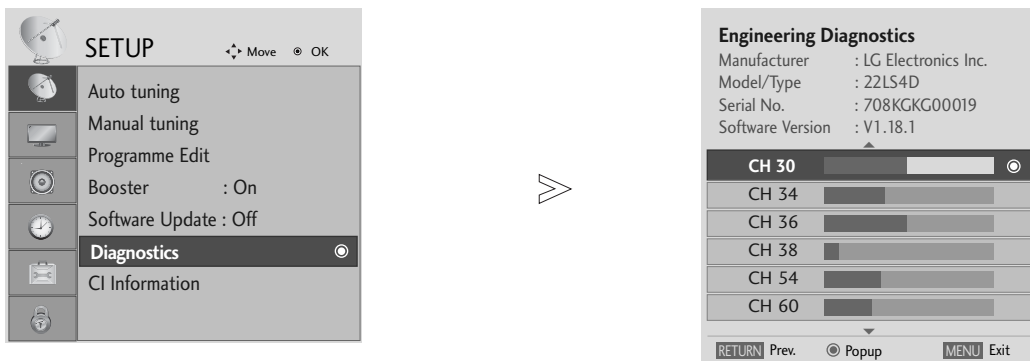 SETUP
Move OK
Auto tuning
Manual tuning
Programme Edit
Booster : On
Software Update : Off
Diagnostics
CI Information
Engineering Diagnostics
Manufacturer : LG Electronics Inc.
Model/Type : 22LS4D
Serial No. : 708KGKG00019
Software Version : V1.18.1
CH 30
CH 34
CH 36
CH 38
CH 54
CH 60
RETURN Prev. Popup MENU Exit